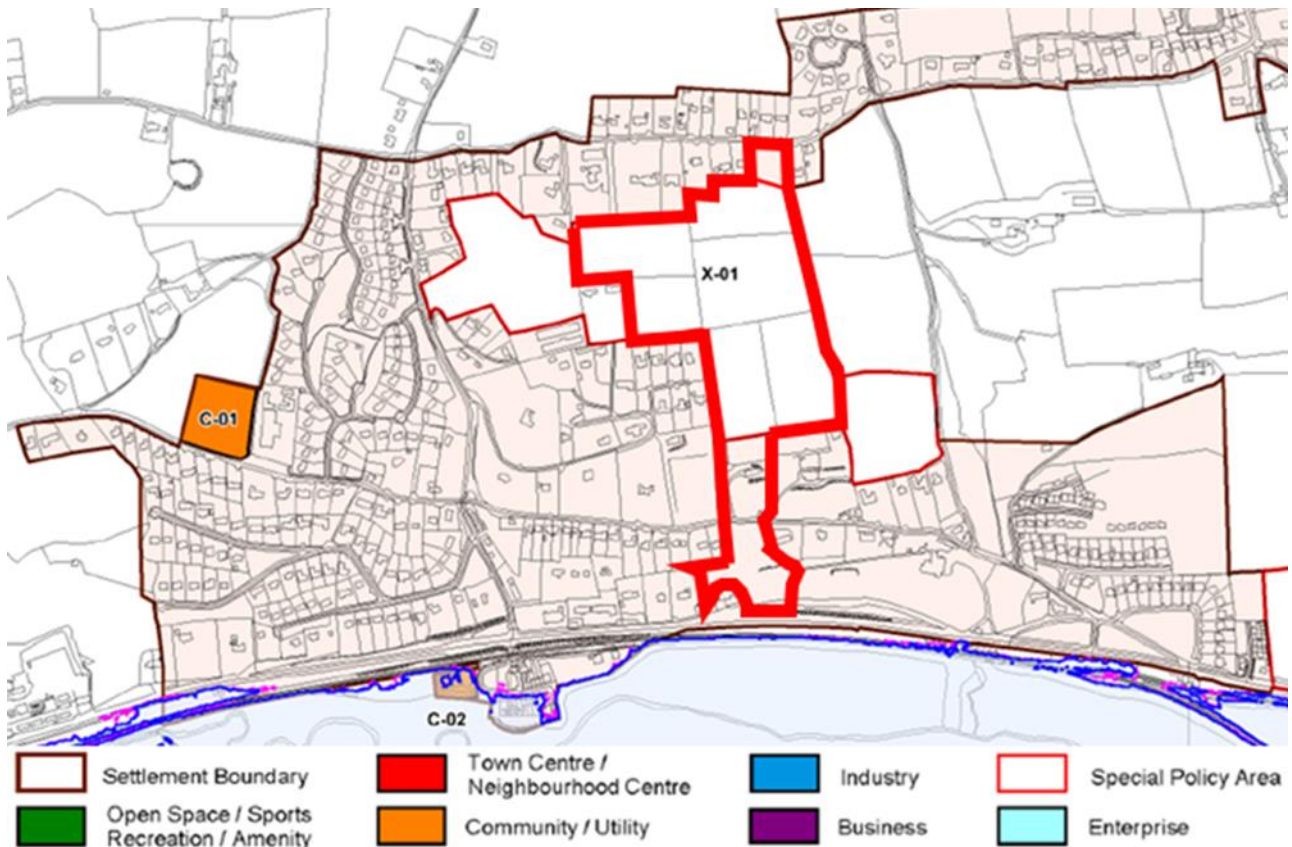 X-01
C-01
C-02
Settlement Boundary
Town Centre /
Neighbourhood Centre
Industry
Special Policy Area
Open Space / Sports
Recreation / Amenity
Community / Utility
Business
Enterprise